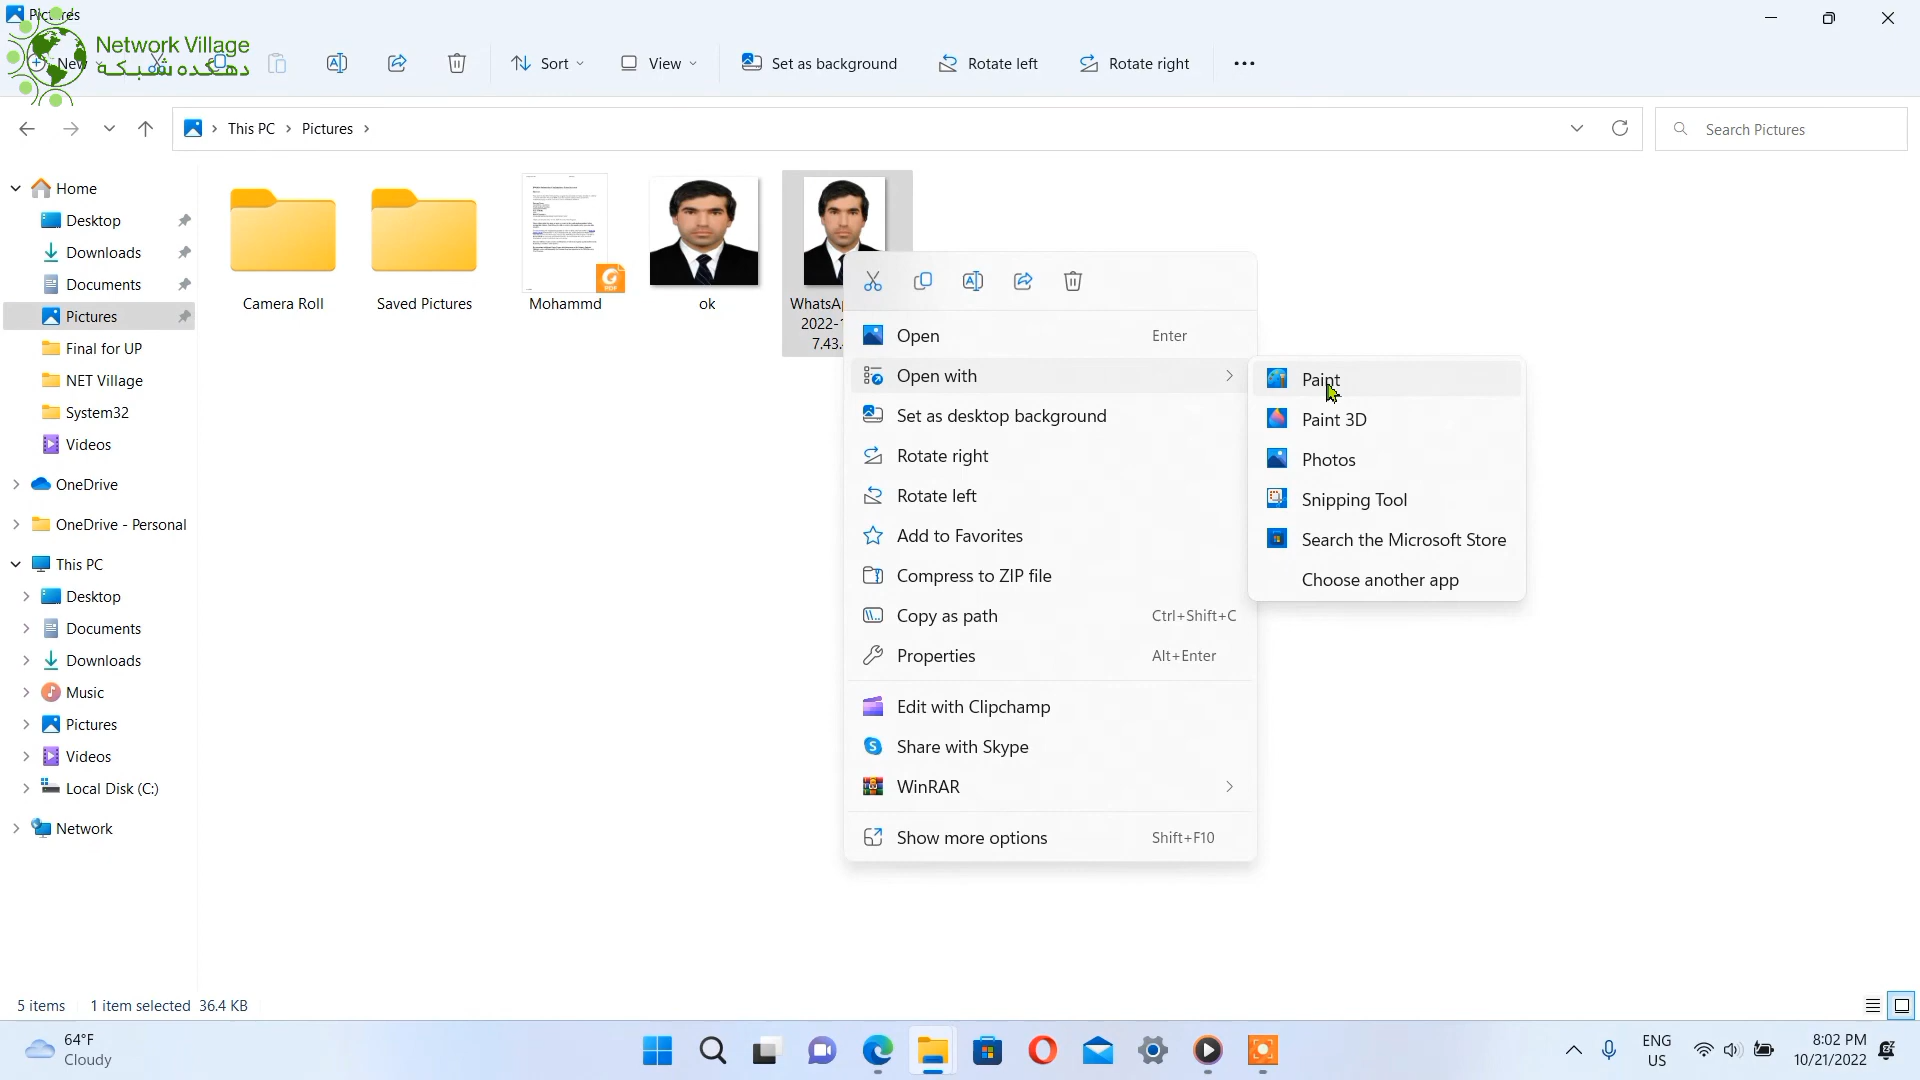 Pictures
Network Village
دهکده شبکه
New
Sort
View
Set as background
Rotate left
Rotate right
This PC
Pictures
Search Pictures
Home
Desktop
Downloads
Documents
Pictures
Final for UP
NET Village
System32
Videos
OneDrive
OneDrive - Personal
This PC
Desktop
Documents
Downloads
Music
Pictures
Videos
Local Disk (C:)
Network
Camera Roll
Saved Pictures
PDF
Mohammd
ok
WhatsAp
2022-1
7.43.
Open Enter
Open with
Set as desktop background
Rotate right
Rotate left
Add to Favorites
Compress to ZIP file
Copy as path Ctrl+Shift+C
Properties Alt+Enter
Edit with Clipchamp
Share with Skype
WinRAR
Show more options Shift+F10
Paint
Paint 3D
Photos
Snipping Tool
Search the Microsoft Store
Choose another app
5 items 1 item selected 36.4 KB
64°F
Cloudy
ENG
US
8:02 PM
10/21/2022